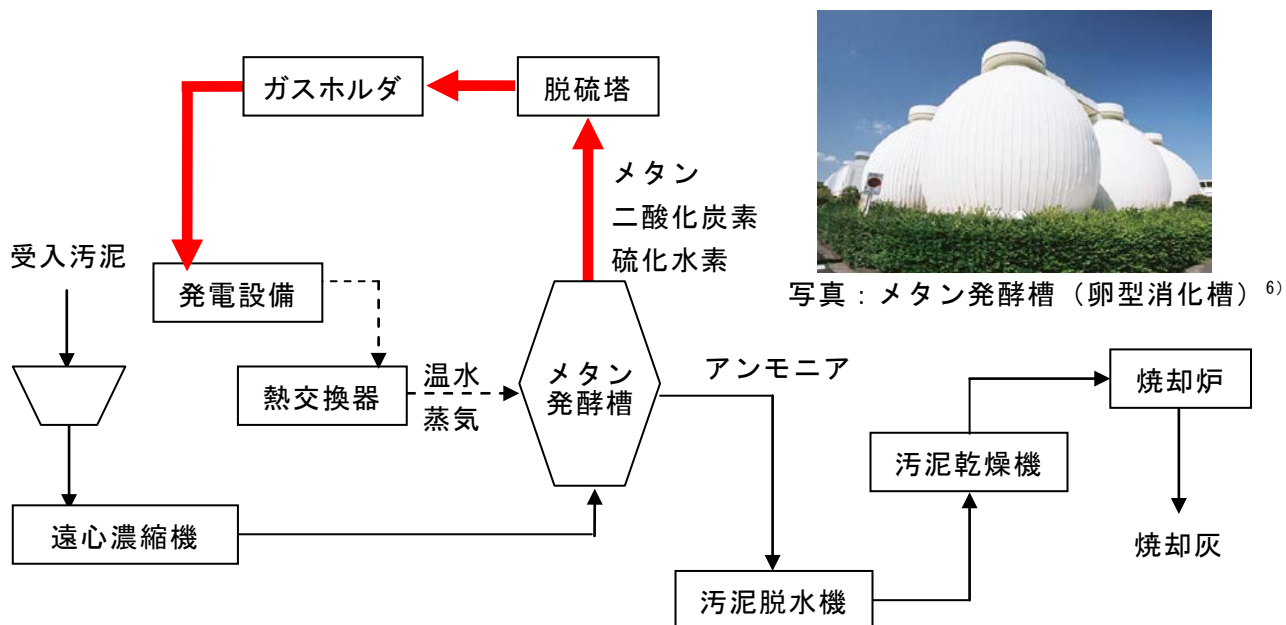 ガスホルダ
脱硫塔
メタン
二酸化炭素
硫化水素
写真：メタン発酵槽（卵型消化槽）6）
受入汚泥
発電設備
熱交換器
温水
蒸気
メタン
発酵槽
アンモニア
焼却炉
汚泥乾燥機
遠心濃縮機
焼却灰
汚泥脱水機